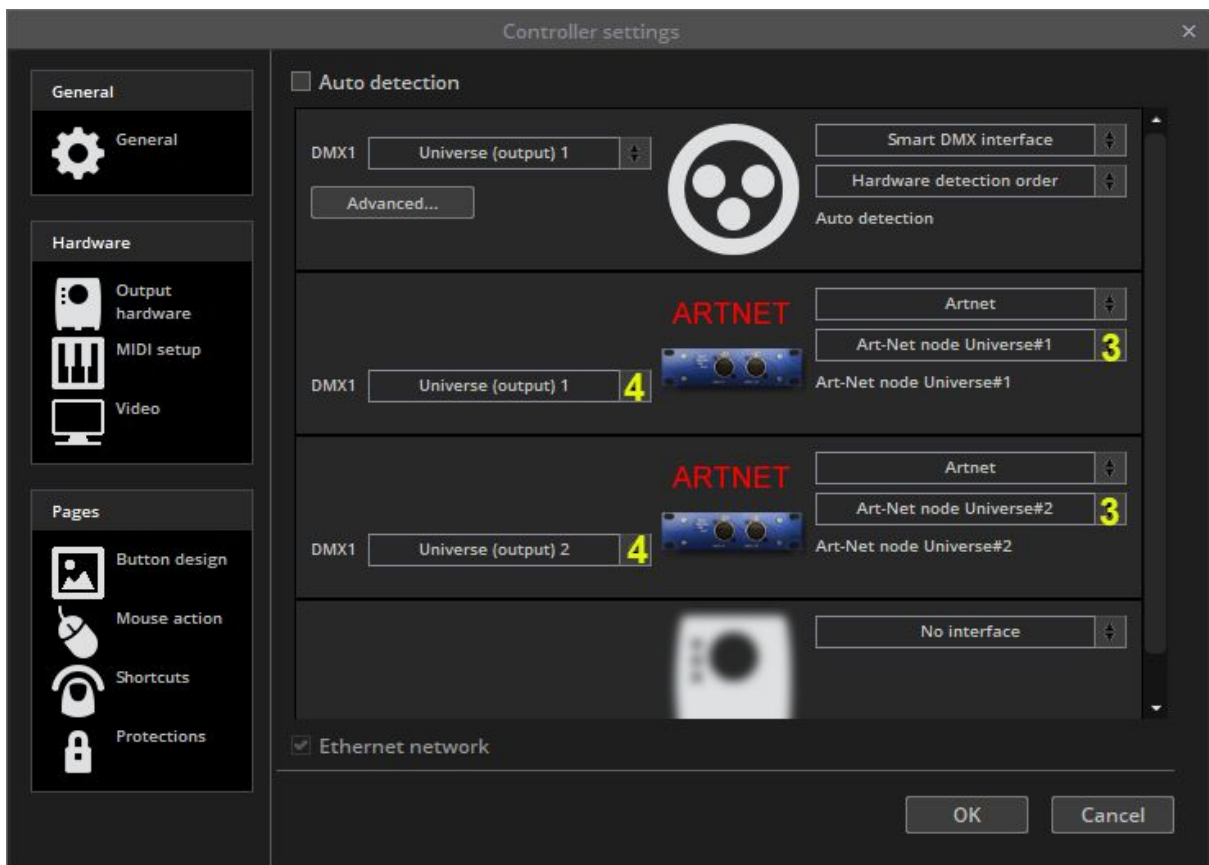 Controller settings
General
General
Hardware
Output
hardware
MIDI setup
Video
Pages
Button design
Mouse action
Shortcuts
Protections
Auto detection
DMX1 Universe (output) 1
Advanced...
Smart DMX interface
Hardware detection order
Auto detection
ARTNET
Artnet
Art-Net node Universe#1 3
DMX1 Universe (output) 1 4
Art-Net node Universe#1
ARTNET
Artnet
Art-Net node Universe#2 3
DMX1 Universe (output) 2 4
Art-Net node Universe#2
No interface
Ethernet network
OK Cancel